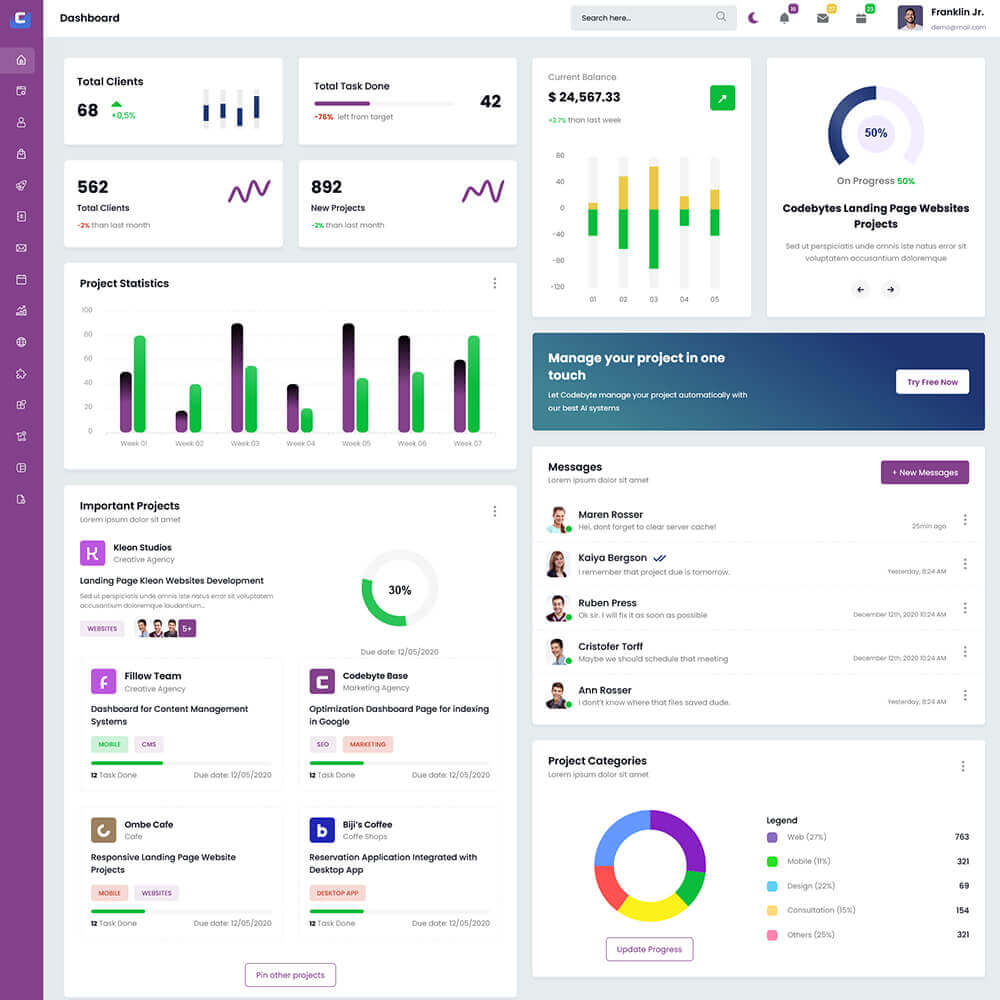 Dashboard
Search here...
10
27
23
Franklin Jr.
demo@mail.com
Total Clients
68
+0,5%
Total Task Done
-76% left from target
42
562
Total Clients
-2% than last month
892
New Projects
-2% than last month
Current Balance
$ 24,567.33
+2.7% than last week
80
40
0
-40
-80
-120
01 02 03 04 05
50%
On Progress 50%
Codebytes Landing Page Websites
Projects
Sed ut perspiciatis unde omnis iste natus error sit
voluptatem accusantium doloremque
Project Statistics
100
80
60
40
20
0
Week 01 Week 02 Week 03 Week 04 Week 05 Week 06 Week 07
Manage your project in one
touch
Let Codebyte manage your project automatically with
our best AI systems
Try Free Now
Messages
Lorem ipsum dolor sit amet
+ New Messages
Maren Rosser
Hei, dont forget to clear server cache!
25min ago
Kaiya Bergson
I remember that project due is tomorrow.
Yesterday, 8:24 AM
Ruben Press
Ok sir. I will fix it as soon as possible
December 12th, 2020 10:24 AM
Cristofer Torff
Maybe we should schedule that meeting
December 12th, 2020 10:24 AM
Ann Rosser
I don't know where that files saved dude.
Yesterday, 8:24 AM
Important Projects
Lorem ipsum dolor sit amet
Kleon Studios
Creative Agency
Landing Page Kleon Websites Development
Sed ut perspiciatis unde omnis iste natus error sit voluptatem
accusantium doloremque laudantium...
WEBSITES
5+
30%
Due date: 12/05/2020
Fillow Team
Creative Agency
Dashboard for Content Management
Systems
MOBILE CMS
12 Task Done Due date: 12/05/2020
Codebyte Base
Marketing Agency
Optimization Dashboard Page for indexing
in Google
SEO MARKETING
12 Task Done Due date: 12/05/2020
Ombe Cafe
Cafe
Responsive Landing Page Website
Projects
MOBILE WEBSITES
12 Task Done Due date: 12/05/2020
Biji's Coffee
Coffe Shops
Reservation Application Integrated with
Desktop App
DESKTOP APP
12 Task Done Due date: 12/05/2020
Pin other projects
Project Categories
Lorem ipsum dolor sit amet
Update Progress
Legend
Web (27%) 763
Mobile (11%) 321
Design (22%) 69
Consultation (15%) 154
Others (25%) 321